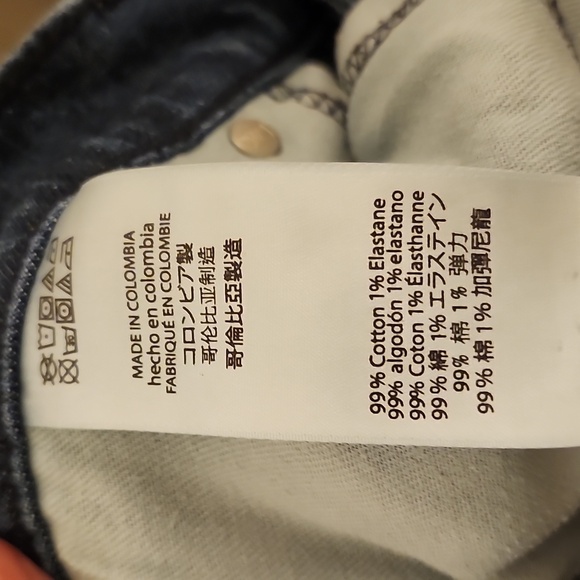 MADE IN COLOMBIA
hecho en colombia
FABRIQUÉ EN COLOMBIE
コロンビア製
哥伦比亚制造
哥倫比亞製造
99% Cotton 1% Elastane
99% algodón 1% elastano
99% Coton 1% Élasthanne
99% 綿 1% エラステイン
99% 棉 1% 弹力
99% 棉 1% 加彈尼龍